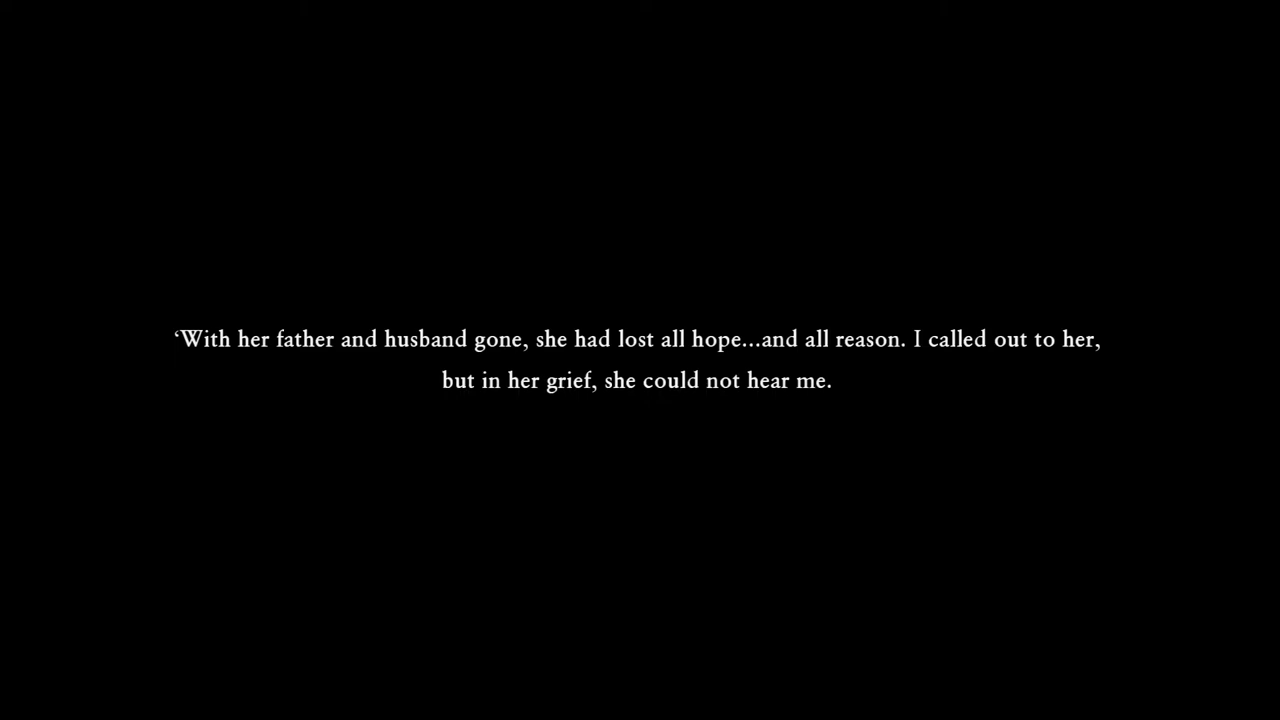 ‘With her father and husband gone, she had lost all hope...and all reason. I called out to her,
but in her grief, she could not hear me.